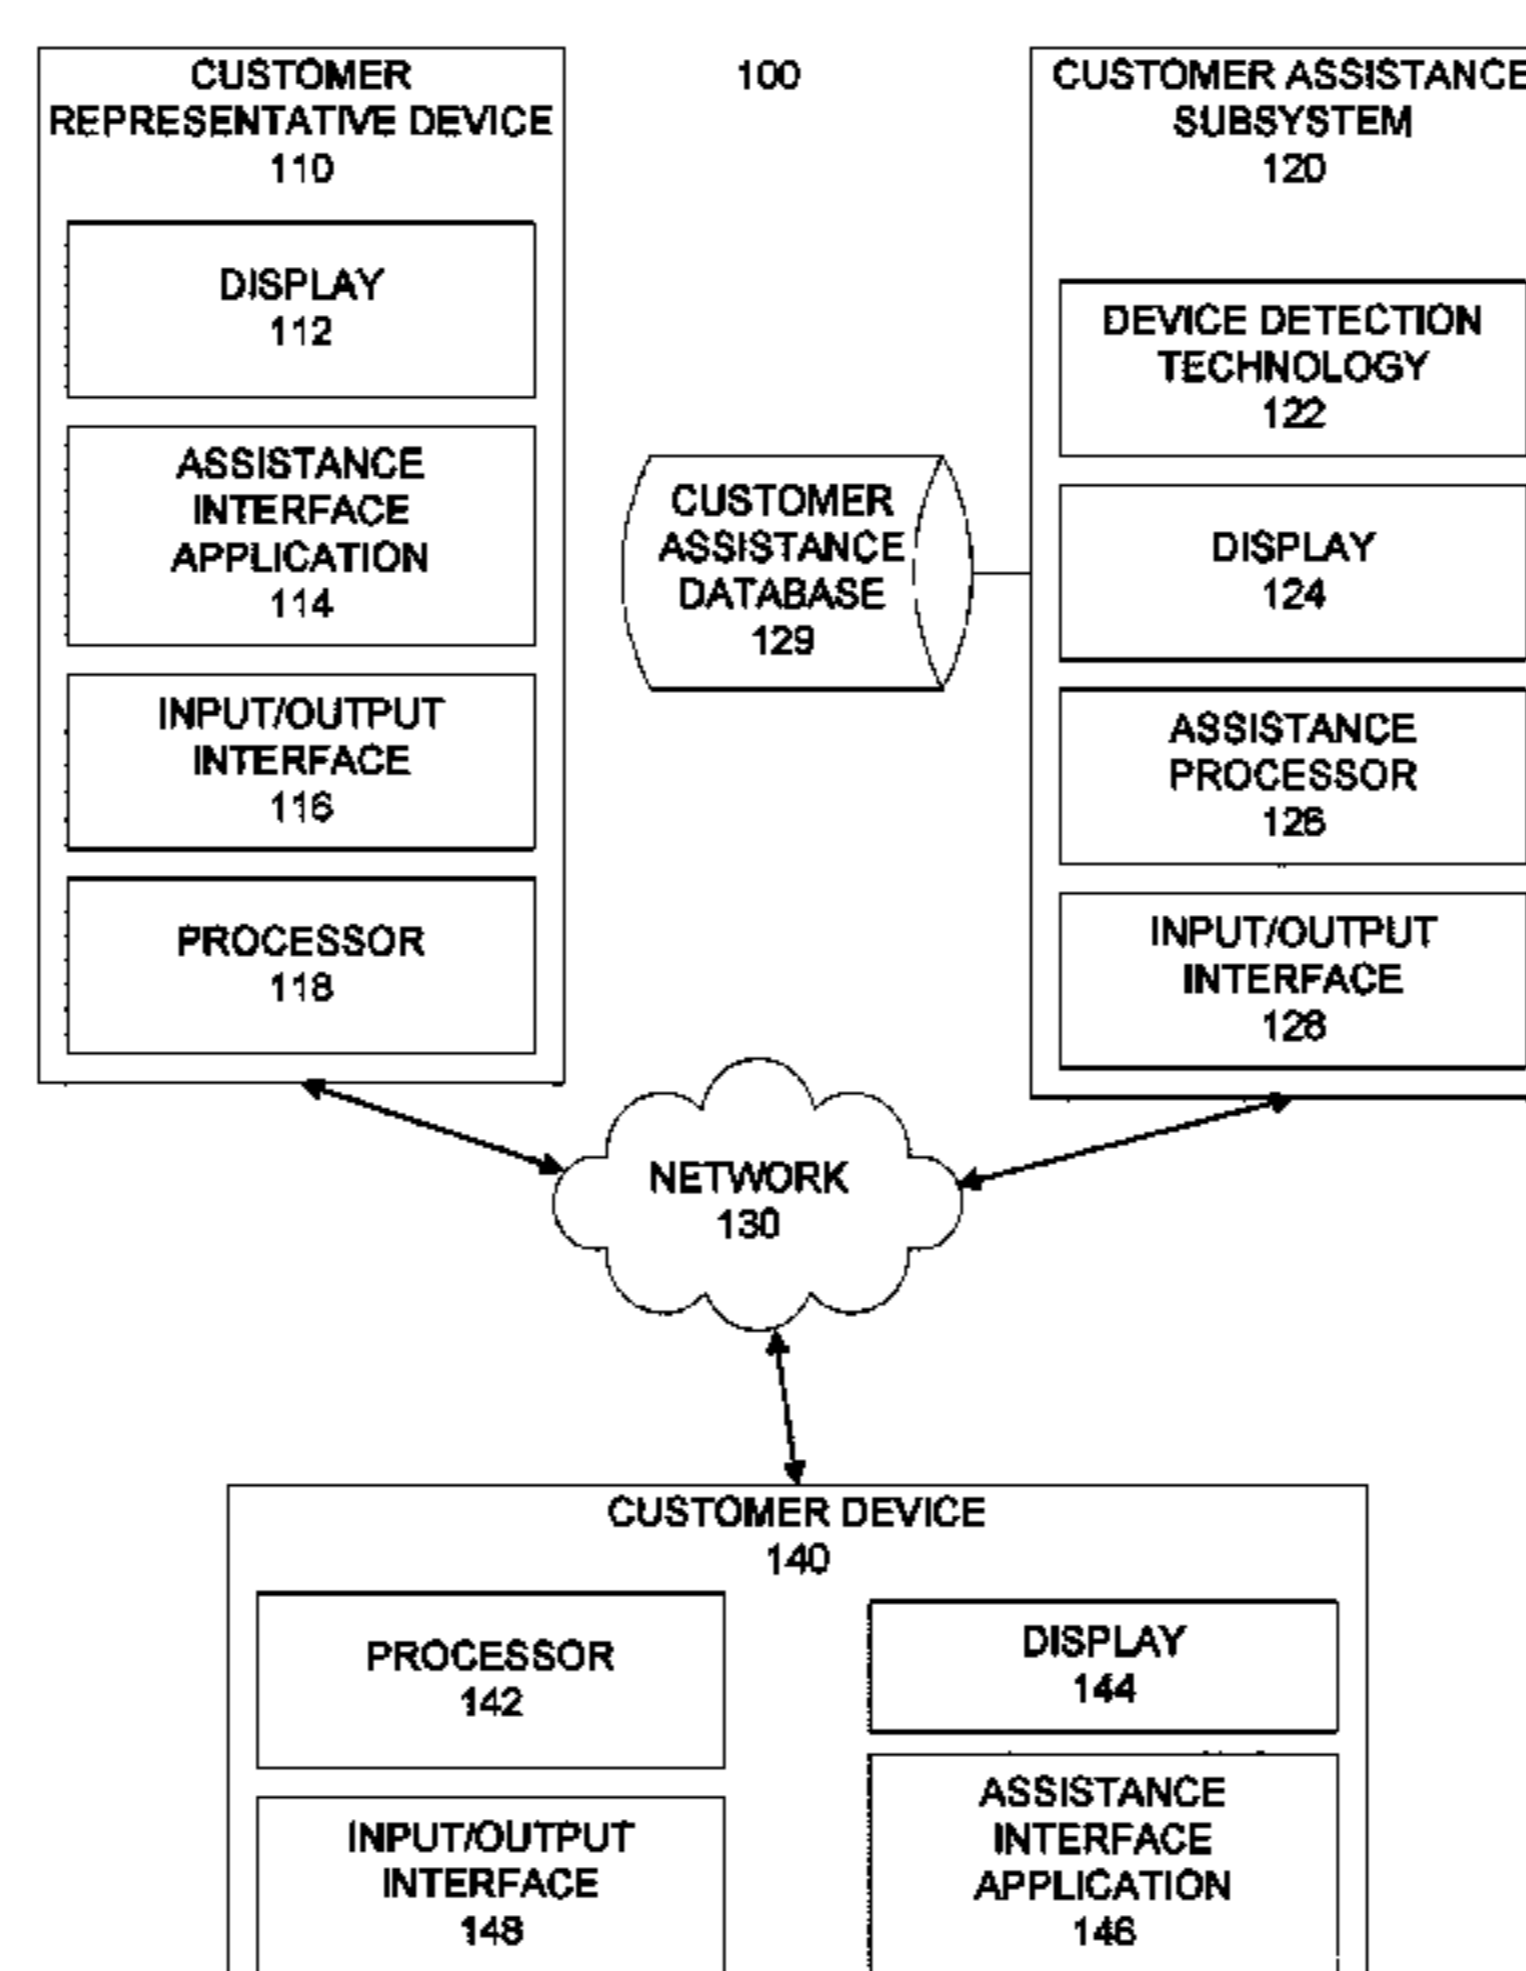 100
CUSTOMER
REPRESENTATIVE DEVICE
110
DISPLAY
112
ASSISTANCE
INTERFACE
APPLICATION
114
INPUT/OUTPUT
INTERFACE
116
PROCESSOR
118
CUSTOMER
ASSISTANCE
DATABASE
129
CUSTOMER ASSISTANCE
SUBSYSTEM
120
DEVICE DETECTION
TECHNOLOGY
122
DISPLAY
124
ASSISTANCE
PROCESSOR
126
INPUT/OUTPUT
INTERFACE
128
NETWORK
130
CUSTOMER DEVICE
140
PROCESSOR
142
DISPLAY
144
INPUT/OUTPUT
INTERFACE
148
ASSISTANCE
INTERFACE
APPLICATION
146